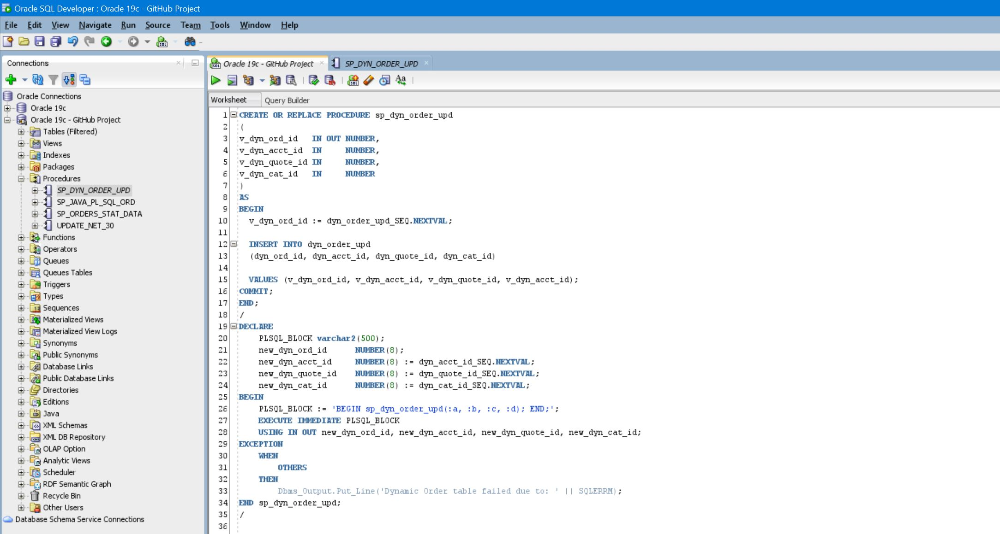 Oracle SQL Developer : Oracle 19c - GitHub Project
File Edit View Navigate Run Source Team Tools Window Help
Connections
Oracle Connections
Oracle 19c
Oracle 19c - GitHub Project
Tables (Filtered)
Views
Indexes
Packages
Procedures
SP_DYN_ORDER_UPD
SP_JAVA_PL_SQL_ORD
SP_ORDERS_STAT_DATA
UPDATE_NET_30
Functions
Operators
Queues
Queues Tables
Triggers
Types
Sequences
Materialized Views
Materialized View Logs
Synonyms
Public Synonyms
Database Links
Public Database Links
Directories
Editions
Java
XML Schemas
XML DB Repository
OLAP Option
Analytic Views
Scheduler
RDF Semantic Graph
Recycle Bin
Other Users
Database Schema Service Connections
Oracle 19c - GitHub Project SP_DYN_ORDER_UPD
Worksheet Query Builder
1 CREATE OR REPLACE PROCEDURE sp_dyn_order_upd
2 (
3 v_dyn_ord_id IN OUT NUMBER,
4 v_dyn_acct_id IN NUMBER,
5 v_dyn_quote_id IN NUMBER,
6 v_dyn_cat_id IN NUMBER
7 )
8 AS
9 BEGIN
10 v_dyn_ord_id := dyn_order_upd_SEQ.NEXTVAL;
11
12 INSERT INTO dyn_order_upd
13 (dyn_ord_id, dyn_acct_id, dyn_quote_id, dyn_cat_id)
14
15 VALUES (v_dyn_ord_id, v_dyn_acct_id, v_dyn_quote_id, v_dyn_acct_id);
16 COMMIT;
17 END;
18 /
19 DECLARE
20 PLSQL_BLOCK varchar2(500);
21 new_dyn_ord_id NUMBER(8);
22 new_dyn_acct_id NUMBER(8) := dyn_acct_id_SEQ.NEXTVAL;
23 new_dyn_quote_id NUMBER(8) := dyn_quote_id_SEQ.NEXTVAL;
24 new_dyn_cat_id NUMBER(8) := dyn_cat_id_SEQ.NEXTVAL;
25 BEGIN
26 PLSQL_BLOCK := 'BEGIN sp_dyn_order_upd(:a, :b, :c, :d); END;';
27 EXECUTE IMMEDIATE PLSQL_BLOCK
28 USING IN OUT new_dyn_ord_id, new_dyn_acct_id, new_dyn_quote_id, new_dyn_cat_id;
29 EXCEPTION
30 WHEN
31 OTHERS
32 THEN
33 Dbms_Output.Put_Line('Dynamic Order table failed due to: ' || SQLERRM);
34 END sp_dyn_order_upd;
35 /
36